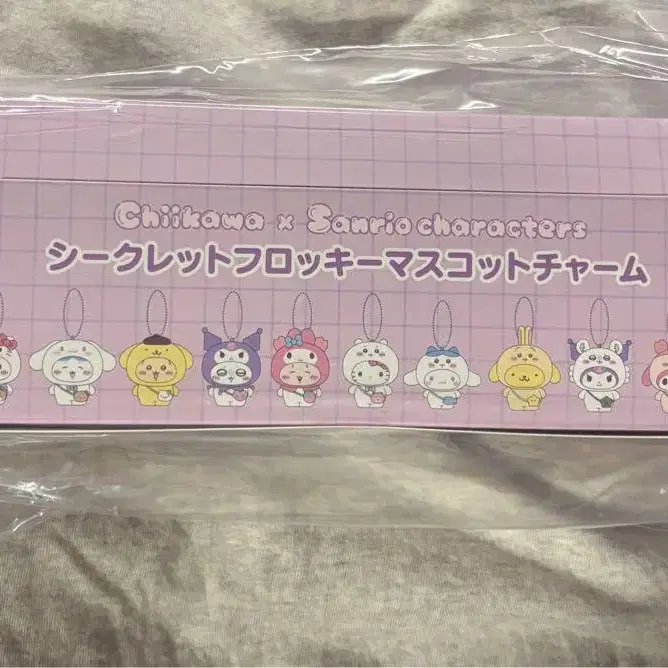 Chiikawa x Sanrio characters
シークレットフロッキーマスコットチャーム